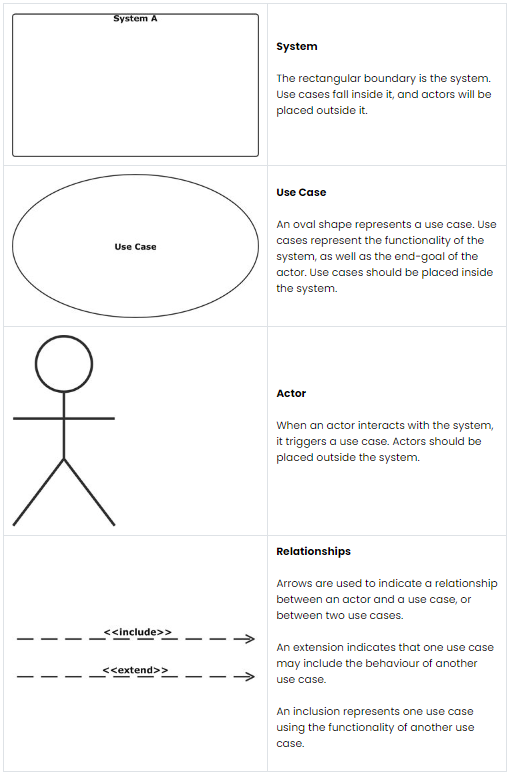 System A
System
The rectangular boundary is the system.
Use cases fall inside it, and actors will be
placed outside it.
Use Case
Use Case
An oval shape represents a use case. Use
cases represent the functionality of the
system, as well as the end-goal of the
actor. Use cases should be placed inside
the system.
Actor
When an actor interacts with the system,
it triggers a use case. Actors should be
placed outside the system.
Relationships
Arrows are used to indicate a relationship
between an actor and a use case, or
between two use cases.
<<include>>
<<extend>>
An extension indicates that one use case
may include the behaviour of another
use case.
An inclusion represents one use case
using the functionality of another use
case.